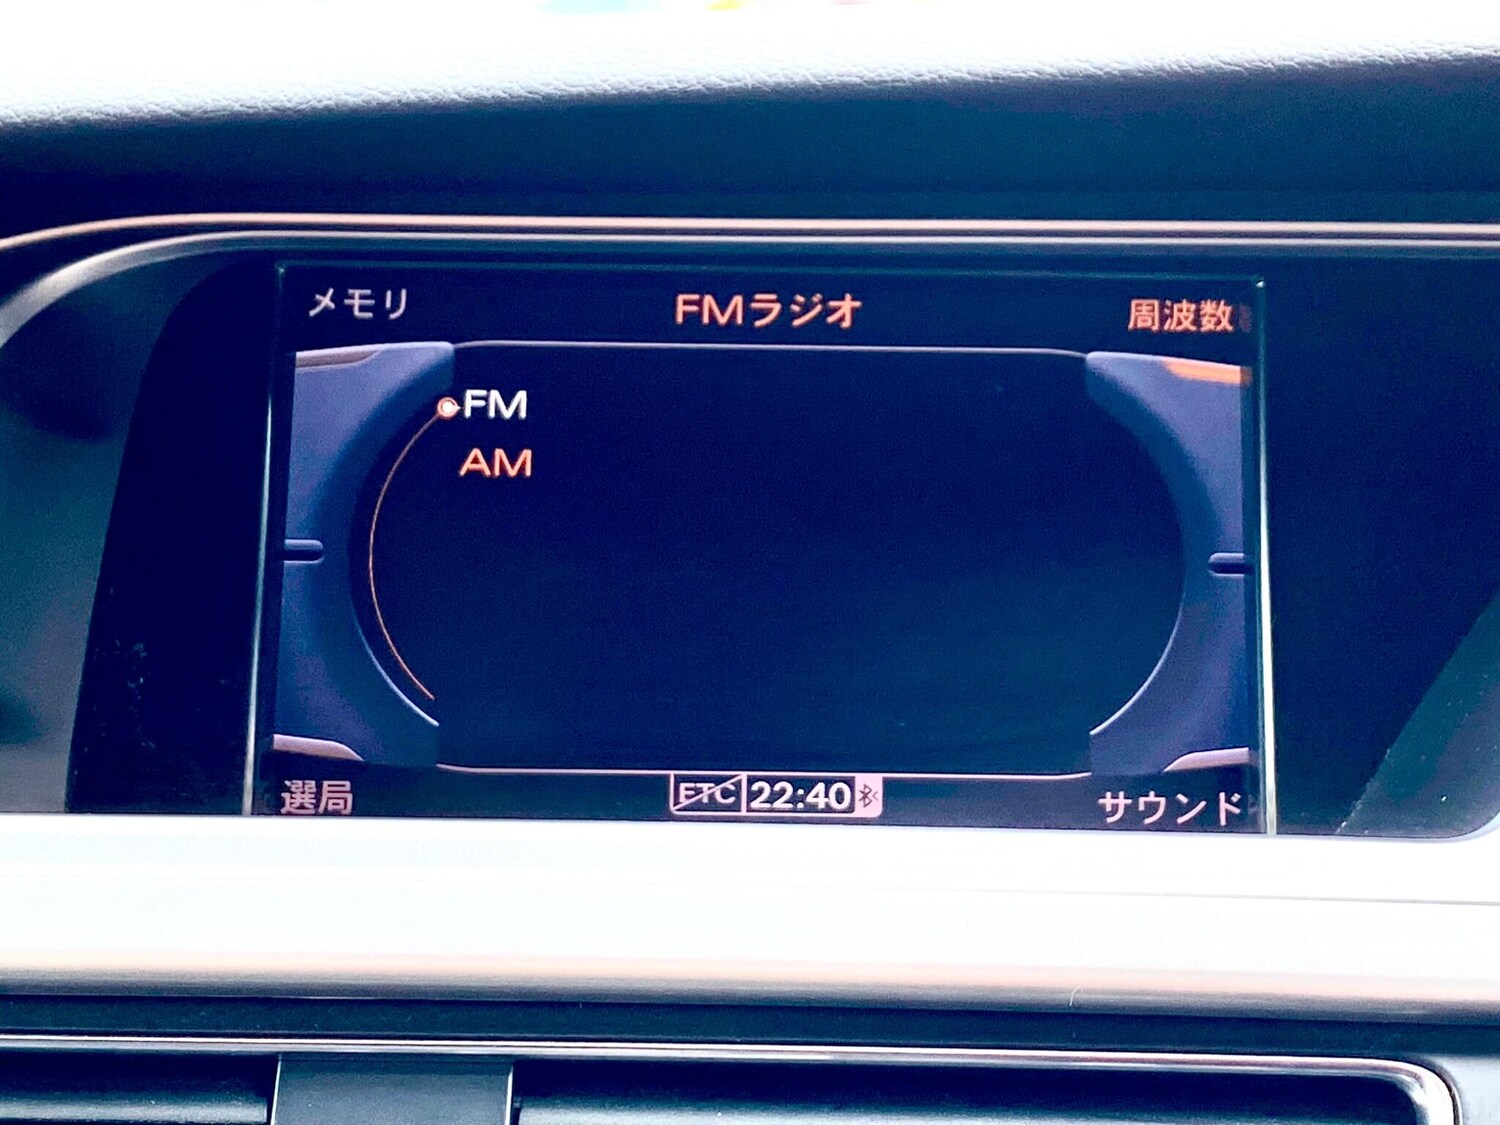 メモリ
FMラジオ
周波数
FM
AM
選局
ETC 22:40
サウンド